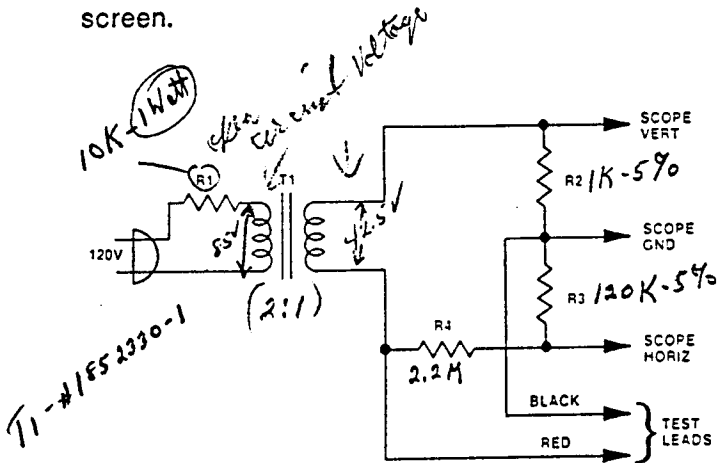 screen.
10K-1Watt
open circuit voltage
SCOPE
VERT
R1
T1
R2 1K-5%
120V
85V
42.5V
SCOPE
GND
R3 120K-5%
(2:1)
R4
2.2M
SCOPE
HORIZ
T1-#1852330-1
BLACK
TEST
LEADS
RED